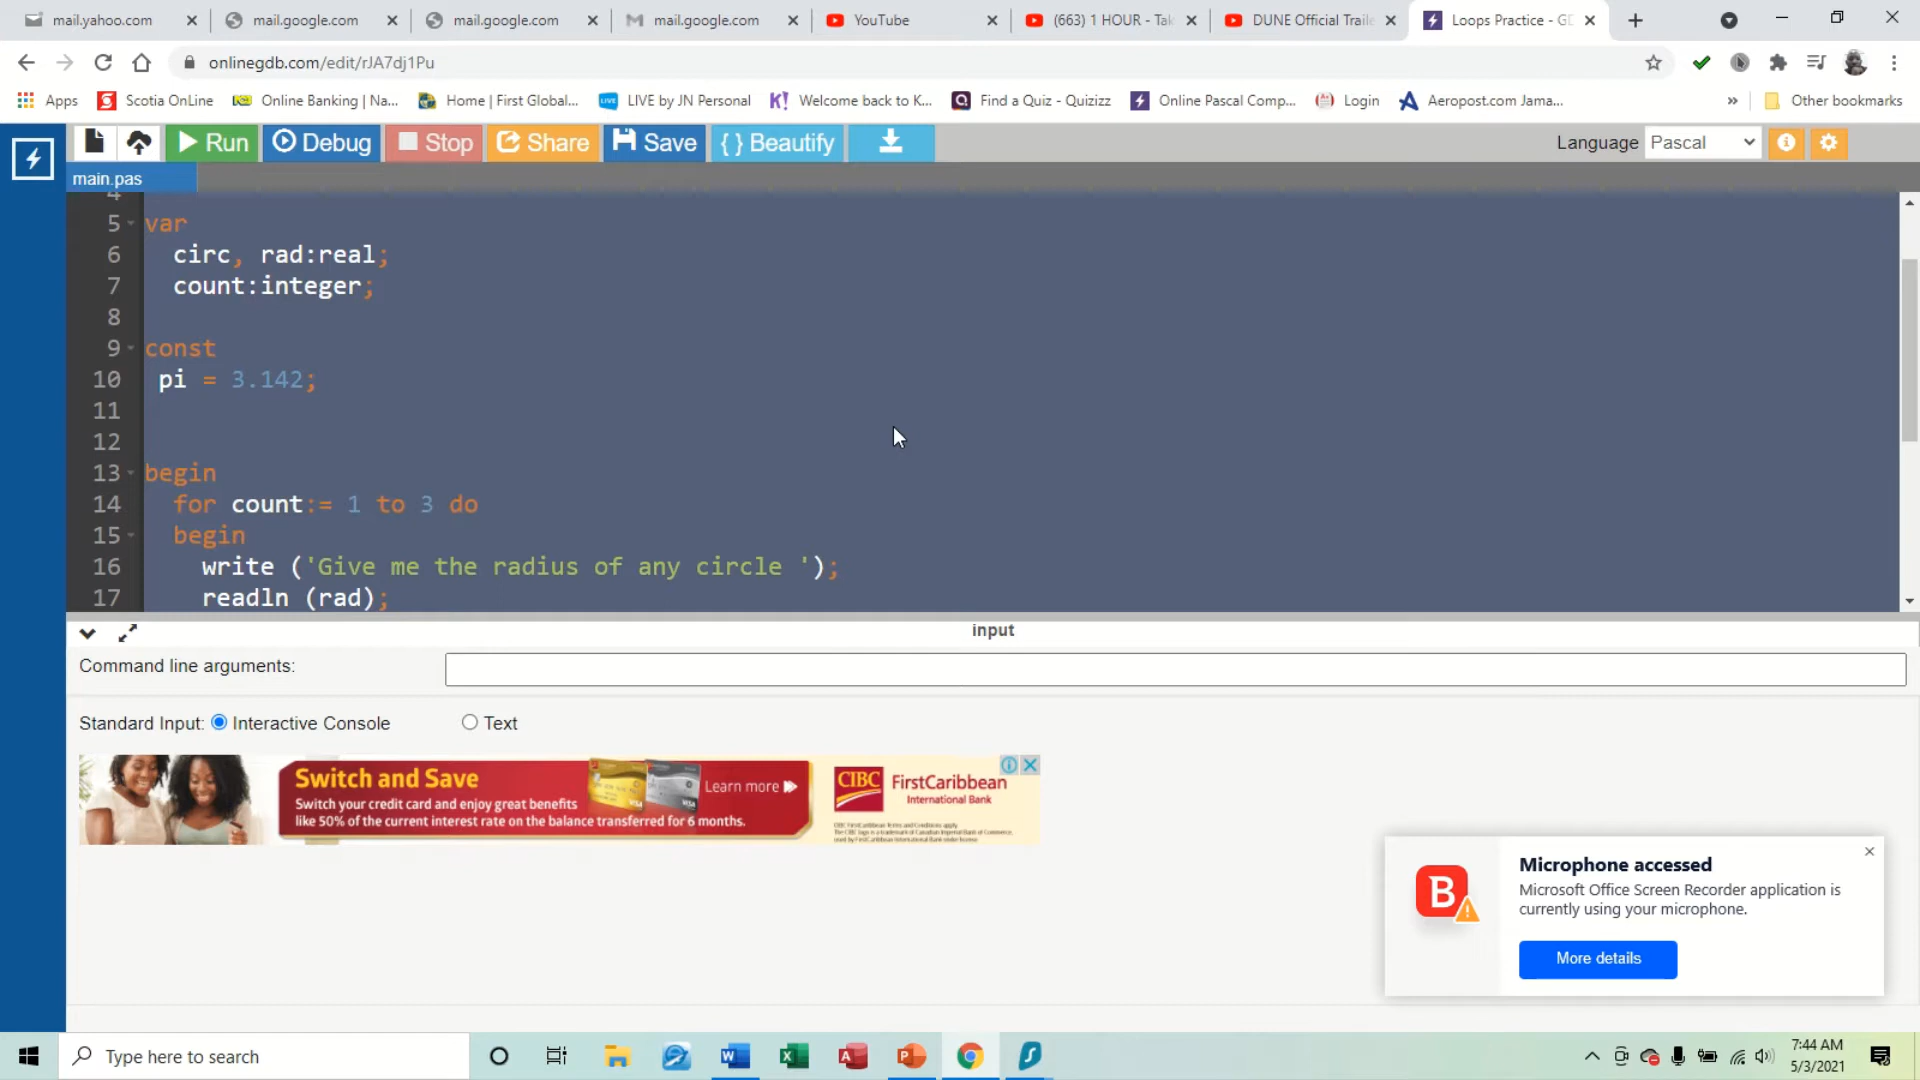 mail.yahoo.com
mail.google.com
mail.google.com
mail.google.com
YouTube
(663) 1 HOUR - Tak
DUNE Official Traile
Loops Practice - GD
onlinegdb.com/edit/rJA7dj1Pu
Apps
Scotia OnLine
Online Banking | Na...
Home | First Global...
LIVE by JN Personal
Welcome back to K...
Find a Quiz - Quizizz
Online Pascal Comp...
Login
Aeropost.com Jama...
»
Other bookmarks
Run
Debug
Stop
Share
Save
{ } Beautify
Language
Pascal
main.pas
4
5 var
6 circ, rad:real;
7 count:integer;
8
9 const
10 pi = 3.142;
11
12
13 begin
14 for count:= 1 to 3 do
15 begin
16 write ('Give me the radius of any circle ');
17 readln (rad);
input
Command line arguments:
Standard Input:
Interactive Console
Text
Switch and Save
Switch your credit card and enjoy great benefits
like 50% of the current interest rate on the balance transferred for 6 months.
VISA
VISA
Learn more
CIBC
FirstCaribbean
International Bank
B
Microphone accessed
Microsoft Office Screen Recorder application is
currently using your microphone.
More details
Type here to search
7:44 AM
5/3/2021